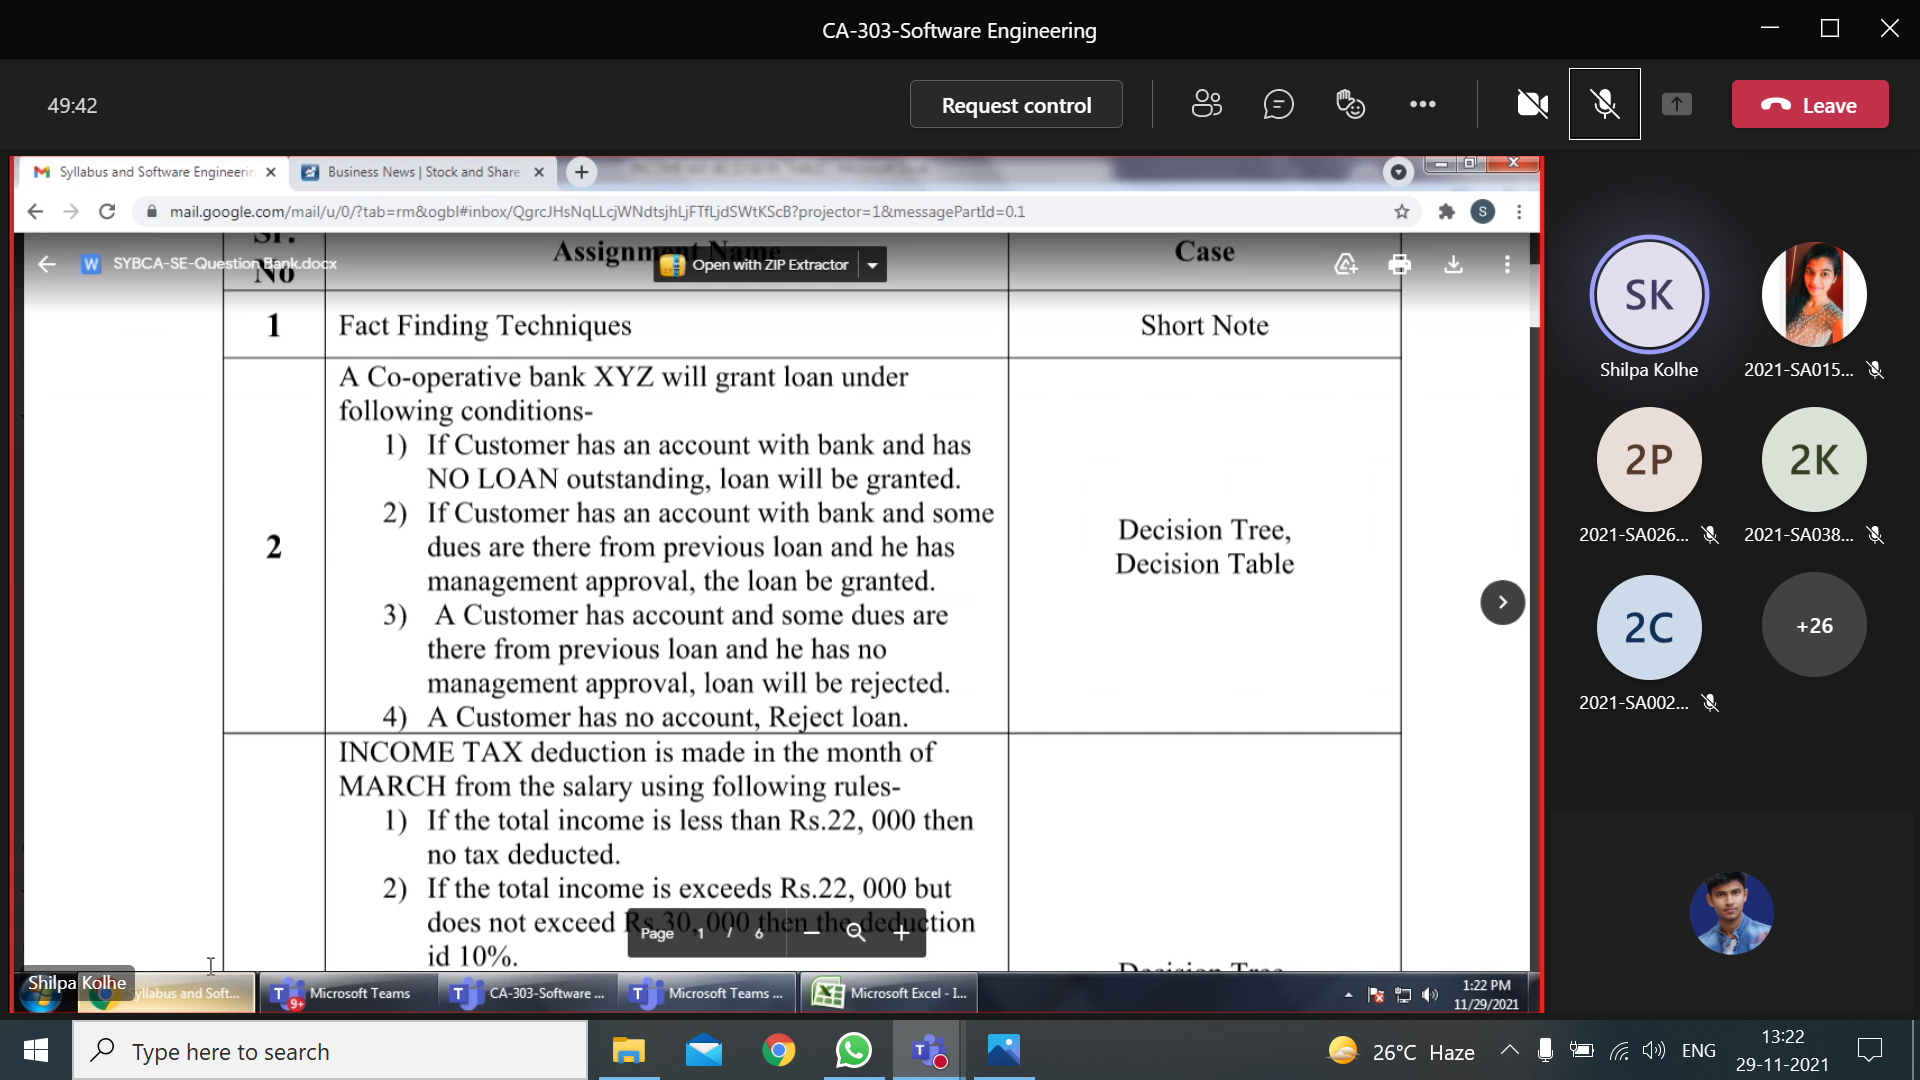 CA-303-Software Engineering
49:42
Request control
Leave
Syllabus and Software Engineerin
Business News | Stock and Share
mail.google.com/mail/u/0/?tab=rm&ogbl#inbox/QgrcJHsNqLLcjWNdtsjhLjFTfLjdSWtKScB?projector=1&messagePartId=0.1
S
W SYBCA-SE-Question Bank.docx
Open with ZIP Extractor
Sr. No
Assignment Name
Case
1 Fact Finding Techniques Short Note
2
A Co-operative bank XYZ will grant loan under
following conditions-
1) If Customer has an account with bank and has
NO LOAN outstanding, loan will be granted.
2) If Customer has an account with bank and some
dues are there from previous loan and he has
management approval, the loan be granted.
3) A Customer has account and some dues are
there from previous loan and he has no
management approval, loan will be rejected.
4) A Customer has no account, Reject loan.
Decision Tree,
Decision Table
INCOME TAX deduction is made in the month of
MARCH from the salary using following rules-
1) If the total income is less than Rs.22, 000 then
no tax deducted.
2) If the total income is exceeds Rs.22, 000 but
does not exceed Rs.30, 000 then the deduction
id 10%.
Decision Tree
Page 1 / 6
Shilpa Kolhe
Syllabus and Soft...
9+
Microsoft Teams
CA-303-Software ...
Microsoft Teams ...
Microsoft Excel - I...
1:22 PM
11/29/2021
SK
Shilpa Kolhe
2021-SA015...
2P
2021-SA026...
2K
2021-SA038...
2C
2021-SA002...
+26
Type here to search
26°C Haze
ENG
13:22
29-11-2021